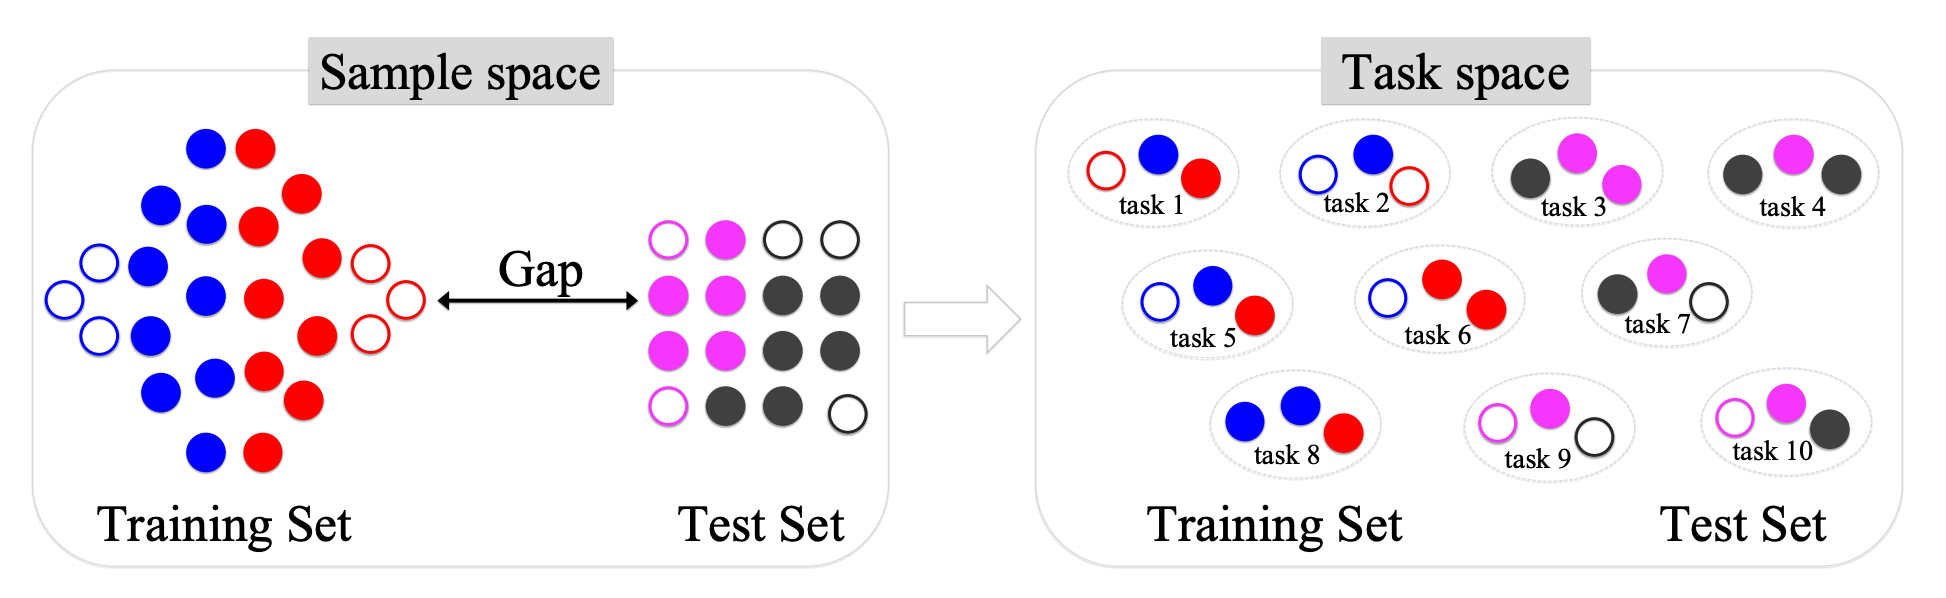 Sample space
Gap
Training Set
Test Set
Task space
task 1
task 2
task 3
task 4
task 5
task 6
task 7
task 8
task 9
task 10
Training Set
Test Set